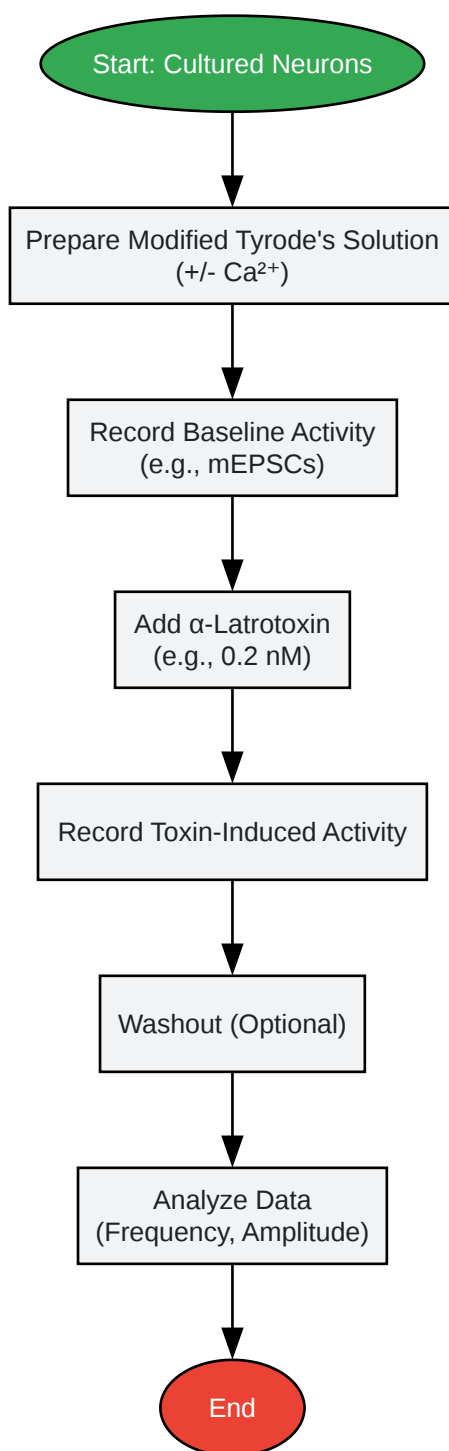 Start: Cultured Neurons
Prepare Modified Tyrode's Solution
(+/- Ca²⁺)
Record Baseline Activity
(e.g., mEPSCs)
Add α-Latrotoxin
(e.g., 0.2 nM)
Record Toxin-Induced Activity
Washout (Optional)
Analyze Data
(Frequency, Amplitude)
End